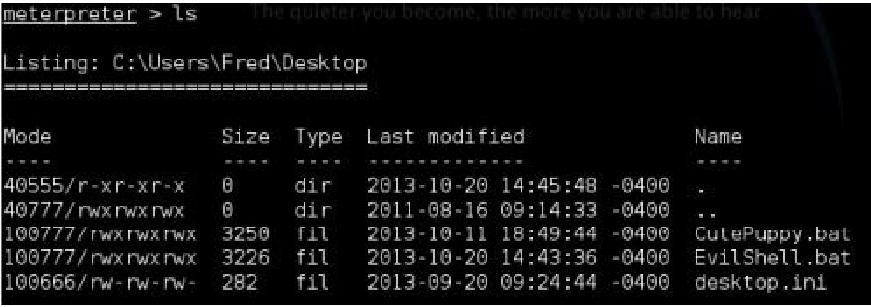 meterpreter > ls The quieter you become, the more you are able to hear
Listing: C:\Users\Fred\Desktop
==============================
Mode Size Type Last modified Name
---- ---- ---- ------------- ----
40555/r-xr-xr-x 0 dir 2013-10-20 14:45:48 -0400 .
40777/rwxrwxrwx 0 dir 2011-08-16 09:14:33 -0400 ..
100777/rwxrwxrwx 3250 fil 2013-10-11 18:49:44 -0400 CutePuppy.bat
100777/rwxrwxrwx 3226 fil 2013-10-20 14:43:36 -0400 EvilShell.bat
100666/rw-rw-rw- 282 fil 2013-09-20 09:24:44 -0400 desktop.ini